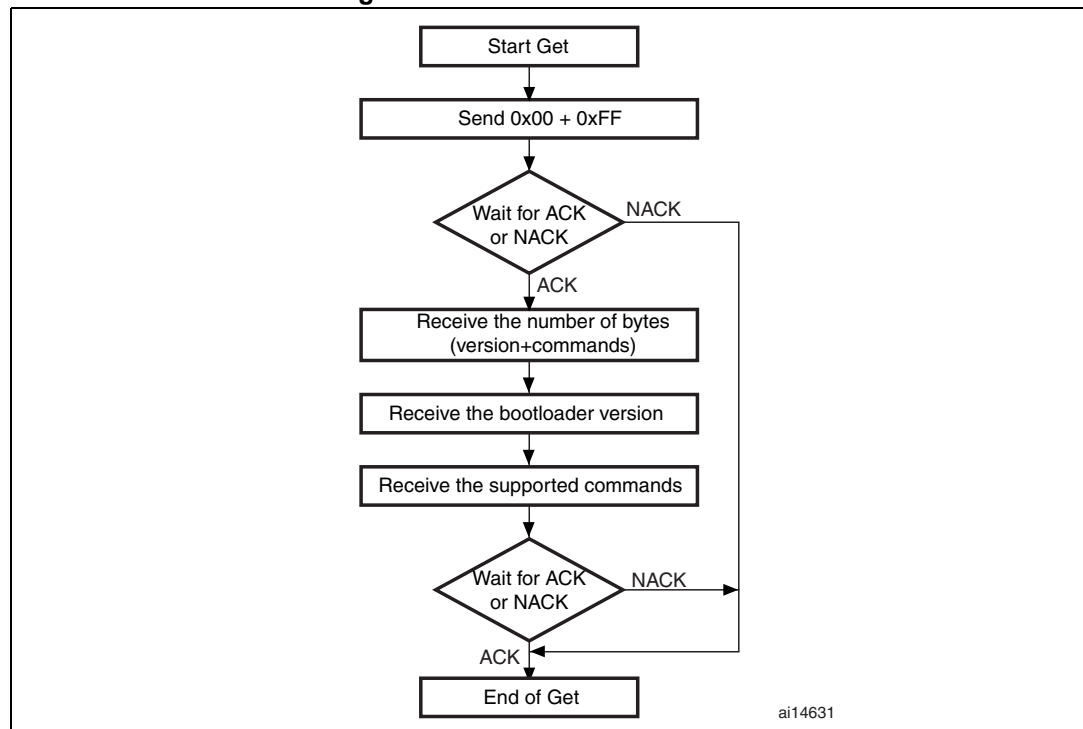 Start Get
Send 0x00 + 0xFF
Wait for ACK
or NACK
NACK
ACK
Receive the number of bytes
(version+commands)
Receive the bootloader version
Receive the supported commands
Wait for ACK
or NACK
NACK
ACK
End of Get
ai14631